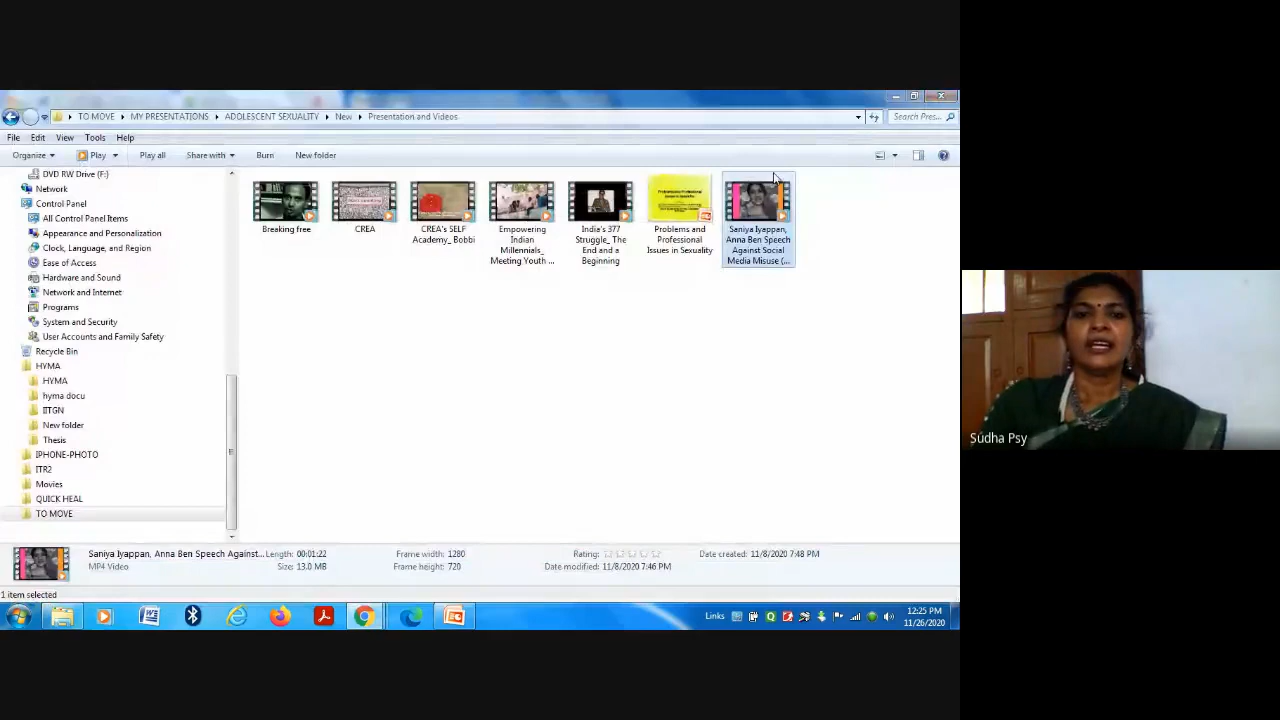 TO MOVE MY PRESENTATIONS ADOLESCENT SEXUALITY New Presentation and Videos
Search Pres...
File Edit View Tools Help
Organize Play Play all Share with Burn New folder
DVD RW Drive (F:)
Network
Control Panel
All Control Panel Items
Appearance and Personalization
Clock, Language, and Region
Ease of Access
Hardware and Sound
Network and Internet
Programs
System and Security
User Accounts and Family Safety
Recycle Bin
HYMA
HYMA
hyma docu
IITGN
New folder
Thesis
IPHONE-PHOTO
ITR2
Movies
QUICK HEAL
TO MOVE
Breaking free
CREA
CREA's SELF
Academy_ Bobbi
Empowering
Indian
Millennials_
Meeting Youth ...
India's 377
Struggle_ The
End and a
Beginning
Problems and
Professional
Issues in Sexuality
Saniya Iyappan,
Anna Ben Speech
Against Social
Media Misuse (...
Saniya Iyappan, Anna Ben Speech Against... Length: 00:01:22 Frame width: 1280 Rating: Date created: 11/8/2020 7:48 PM
MP4 Video Size: 13.0 MB Frame height: 720 Date modified: 11/8/2020 7:46 PM
1 item selected
Links
12:25 PM
11/26/2020
Sudha Psy